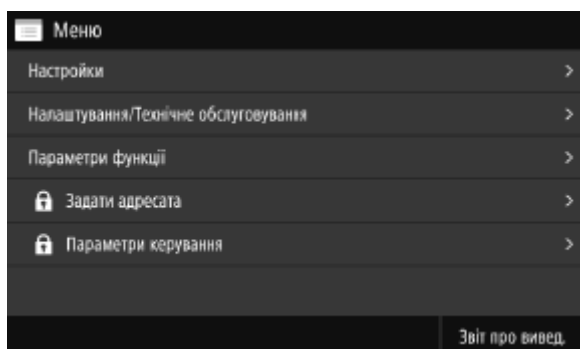 Меню
Настройки
Налаштування/Технічне обслуговування
Параметри функції
Задати адресата
Параметри керування
Звіт про вивед.